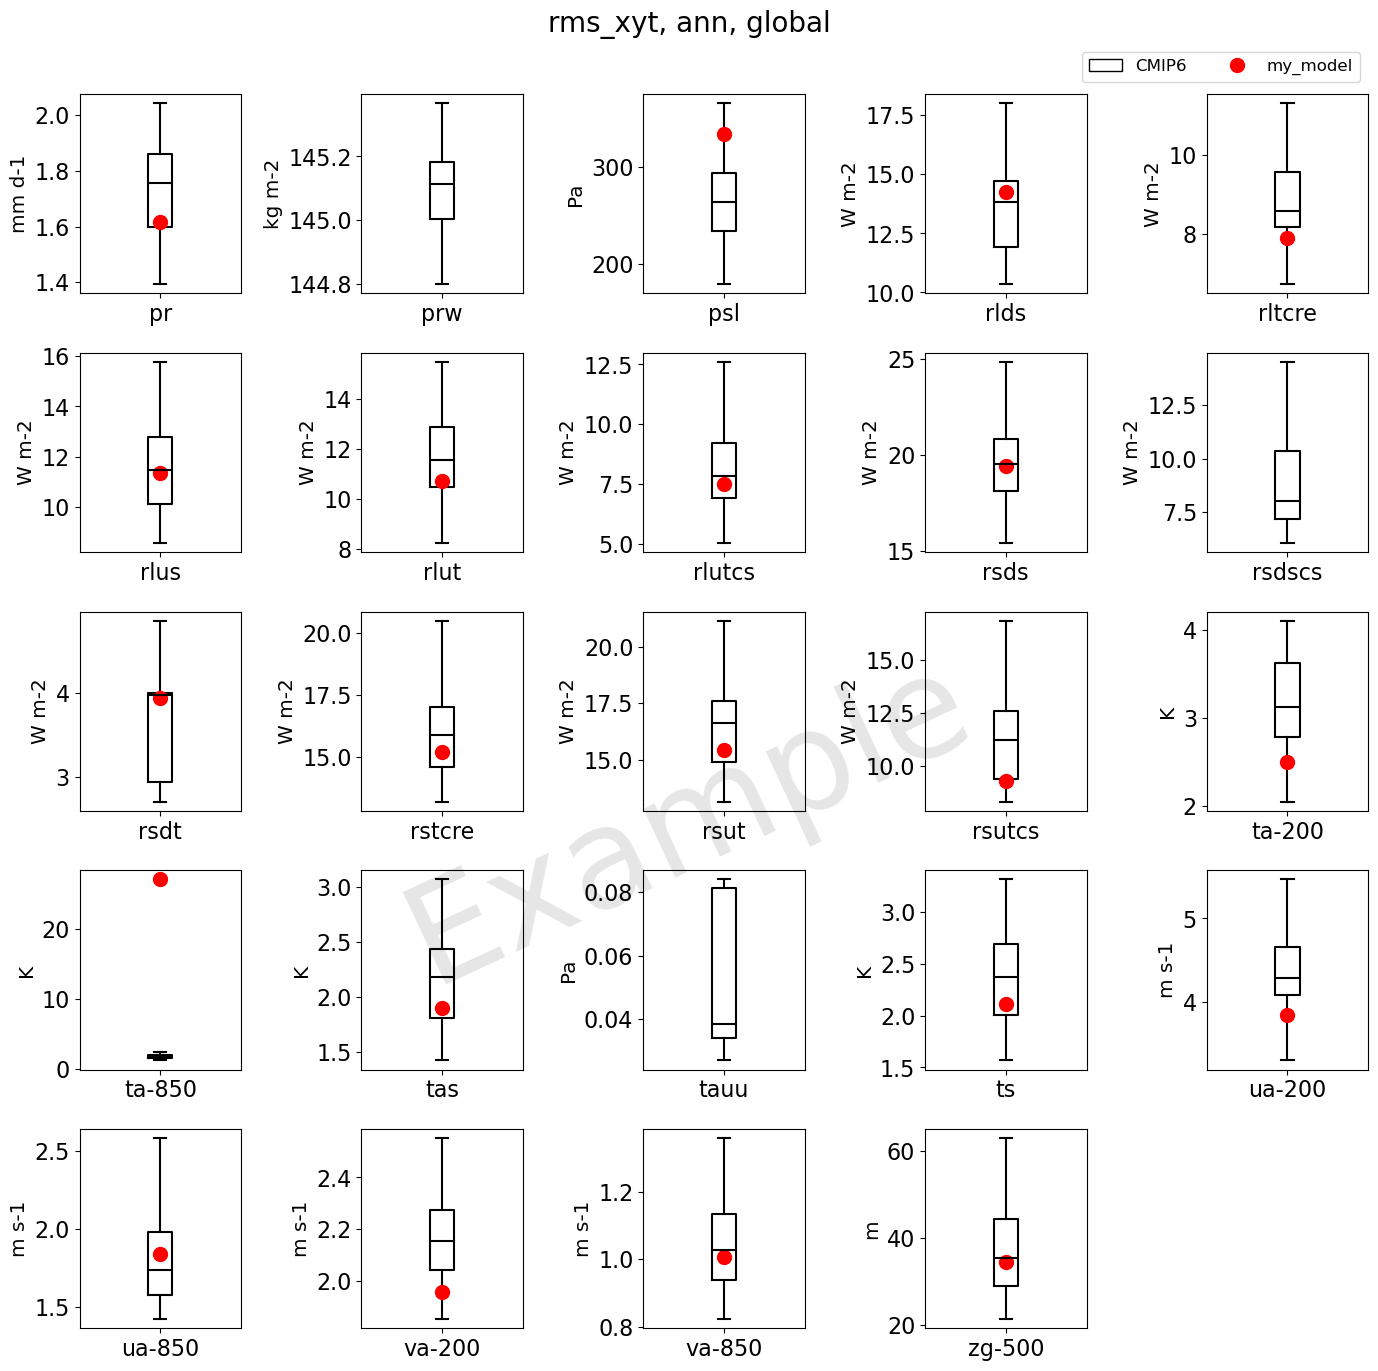 rms_xyt, ann, global
CMIP6 my_model
mm d-1 2.0 1.8 1.6 1.4 pr
kg m-2 145.2 145.0 144.8 prw
Pa 300 200 psl
W m-2 17.5 15.0 12.5 10.0 rlds
W m-2 10 8 rltcre
W m-2 16 14 12 10 rlus
W m-2 14 12 10 8 rlut
W m-2 12.5 10.0 7.5 5.0 rlutcs
W m-2 25 20 15 rsds
W m-2 12.5 10.0 7.5 rsdscs
W m-2 4 3 rsdt
W m-2 20.0 17.5 15.0 rstcre
W m-2 20.0 17.5 15.0 rsut
W m-2 15.0 12.5 10.0 rsutcs
K 4 3 2 ta-200
K 20 10 0 ta-850
K 3.0 2.5 2.0 1.5 tas
Pa 0.08 0.06 0.04 tauu
K 3.0 2.5 2.0 1.5 ts
m s-1 5 4 ua-200
m s-1 2.5 2.0 1.5 ua-850
m s-1 2.4 2.2 2.0 va-200
m s-1 1.2 1.0 0.8 va-850
m 60 40 20 zg-500
Example